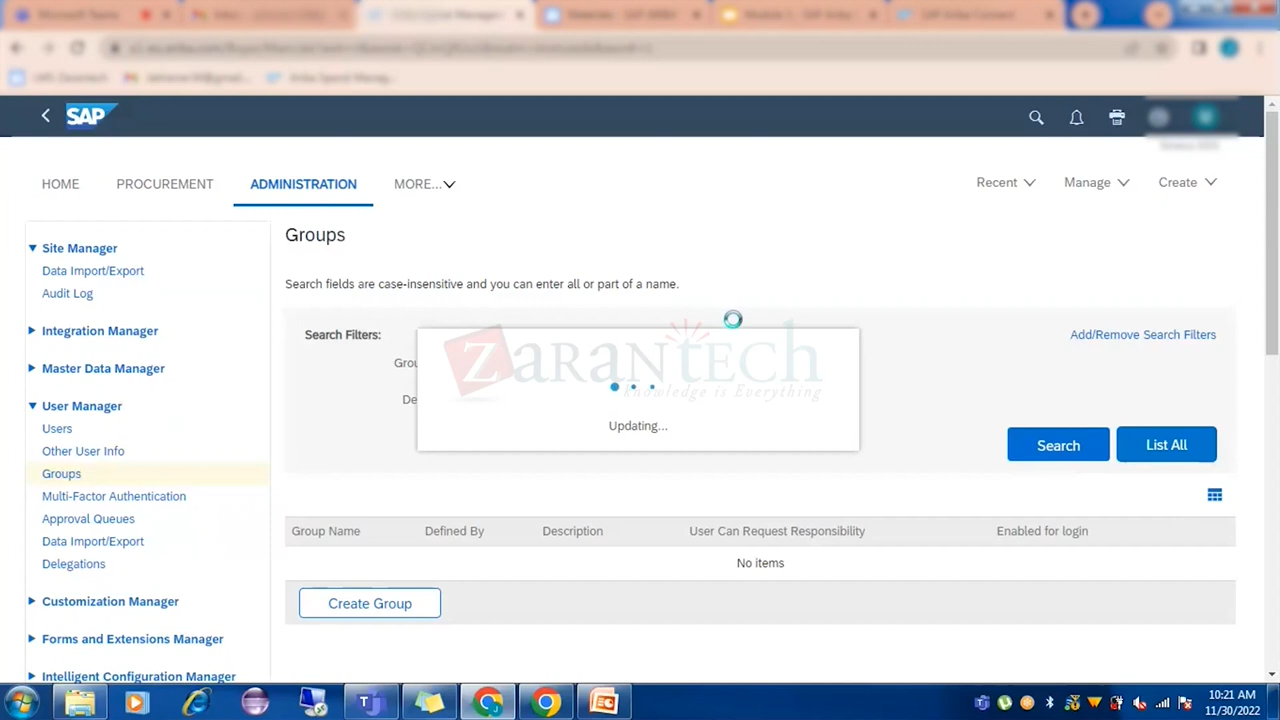 Microsoft Teams
SAP
HOME
PROCUREMENT
ADMINISTRATION
MORE...
Recent
Manage
Create
Site Manager
Data Import/Export
Audit Log
Integration Manager
Master Data Manager
User Manager
Users
Other User Info
Groups
Multi-Factor Authentication
Approval Queues
Data Import/Export
Delegations
Customization Manager
Forms and Extensions Manager
Intelligent Configuration Manager
Groups
Search fields are case-insensitive and you can enter all or part of a name.
Search Filters:
Add/Remove Search Filters
Grou
De
ZARANTECH
knowledge is Everything
Updating...
Search
List All
Group Name
Defined By
Description
User Can Request Responsibility
Enabled for login
No items
Create Group
10:21 AM
11/30/2022